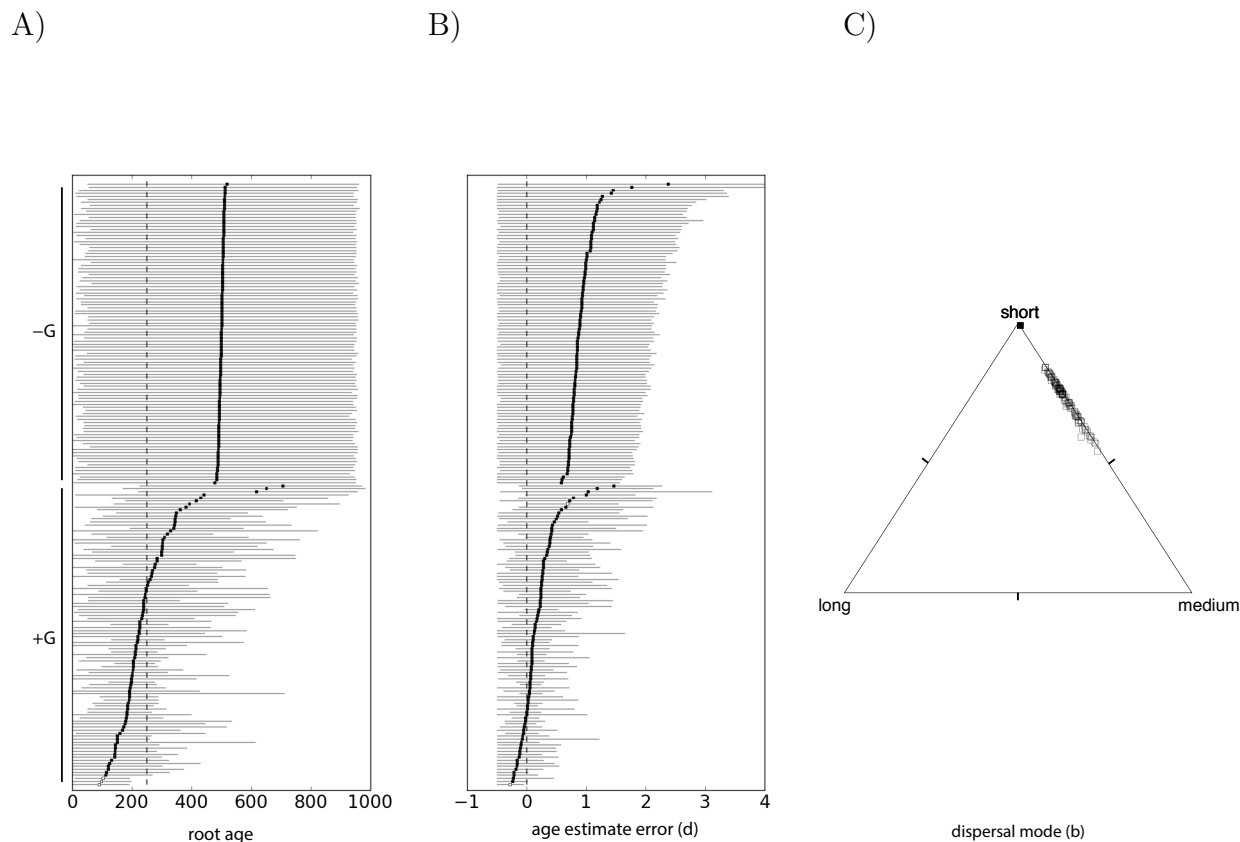 A) B) C)
short
−G
long medium
+G
0 200 400 600 800 1000 −1 0 1 2 3 4
root age age estimate error (d) dispersal mode (b)